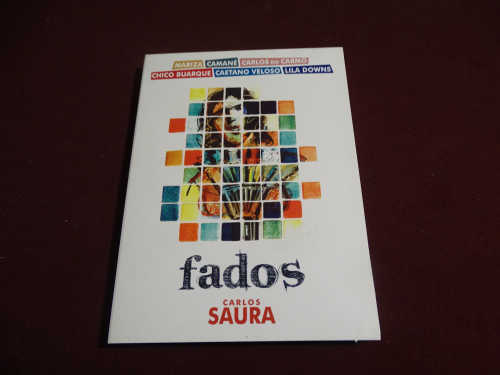 MARIZA CAMANÉ CARLOS DO CARMO
CHICO BUARQUE CAETANO VELOSO LILA DOWNS
fados
CARLOS
SAURA